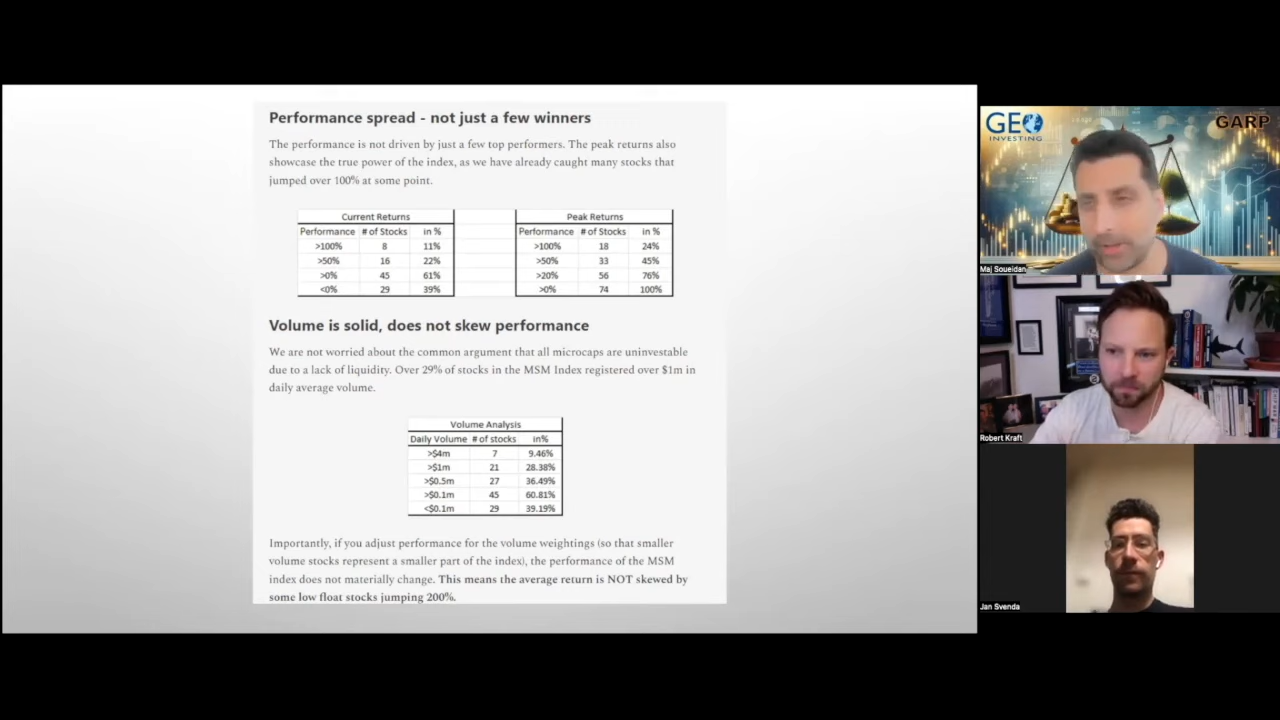 Performance spread - not just a few winners
The performance is not driven by just a few top performers. The peak returns also
showcase the true power of the index, as we have already caught many stocks that
jumped over 100% at some point.
Current Returns
Performance # of Stocks in %
>100% 8 11%
>50% 16 22%
>0% 45 61%
<0% 29 39%
Peak Returns
Performance # of Stocks in %
>100% 18 24%
>50% 33 45%
>20% 56 76%
>0% 74 100%
Volume is solid, does not skew performance
We are not worried about the common argument that all microcaps are uninvestable
due to a lack of liquidity. Over 29% of stocks in the MSM Index registered over $1m in
daily average volume.
Volume Analysis
Daily Volume # of stocks in%
>$4m 7 9.46%
>$1m 21 28.38%
>$0.5m 27 36.49%
>$0.1m 45 60.81%
<$0.1m 29 39.19%
Importantly, if you adjust performance for the volume weightings (so that smaller
volume stocks represent a smaller part of the index), the performance of the MSM
index does not materially change. This means the average return is NOT skewed by
some low float stocks jumping 200%.
GEO
INVESTING
GARP
Maj Soueidan
Robert Kraft
Jan Svenda